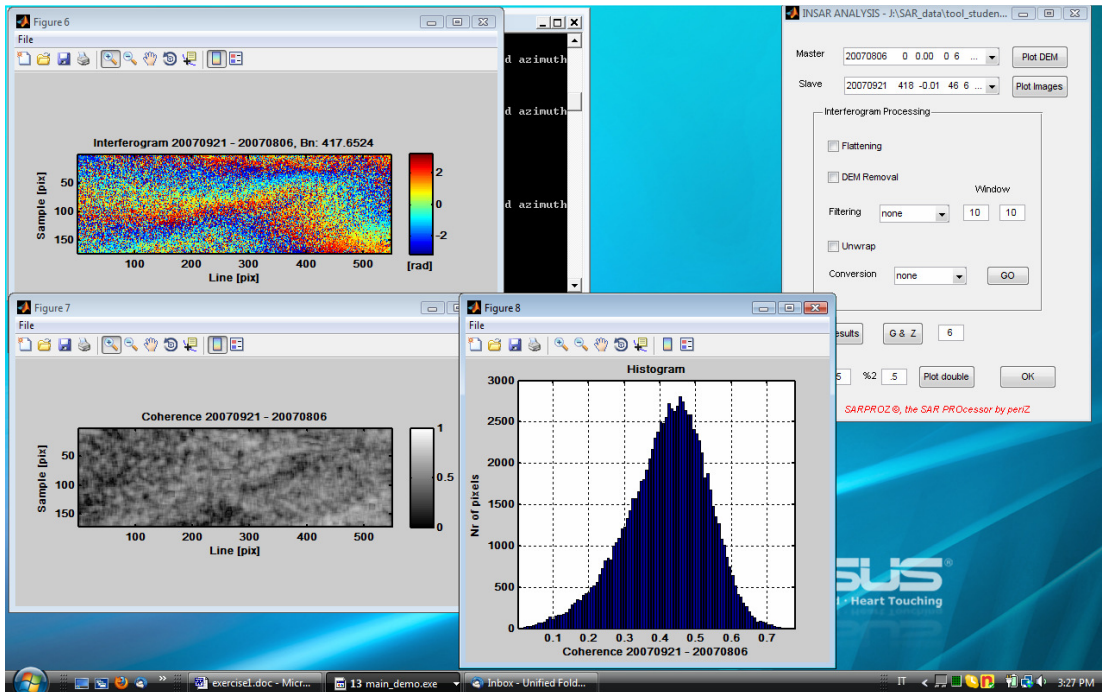 Figure 6
File
Interferogram 20070921 - 20070806, Bn: 417.6524
Sample [pix]
50
100
150
100 200 300 400 500
Line [pix]
2
0
-2
[rad]
d azimuth
d azimuth
d azimuth
INSAR ANALYSIS - J:\SAR_data\tool_studen...
Master
20070806 0 0.00 0 6 ...
Plot DEM
Slave
20070921 418 -0.01 46 6 ...
Plot Images
Interferogram Processing
Flattening
DEM Removal
Window
Filtering
none
10 10
Unwrap
Conversion
none
GO
esults
G & Z
6
5
%2
.5
Plot double
OK
SARPROZ ©, the SAR PROcessor by periZ
Figure 7
File
Coherence 20070921 - 20070806
Sample [pix]
50
100
150
100 200 300 400 500
Line [pix]
1
0.5
0
Figure 8
File
Histogram
Nr of pixels
3000
2500
2000
1500
1000
500
0
0.1 0.2 0.3 0.4 0.5 0.6 0.7
Coherence 20070921 - 20070806
SUS
Heart Touching
exercise1.doc - Micr...
13 main_demo.exe
Inbox - Unified Fold...
IT
3:27 PM